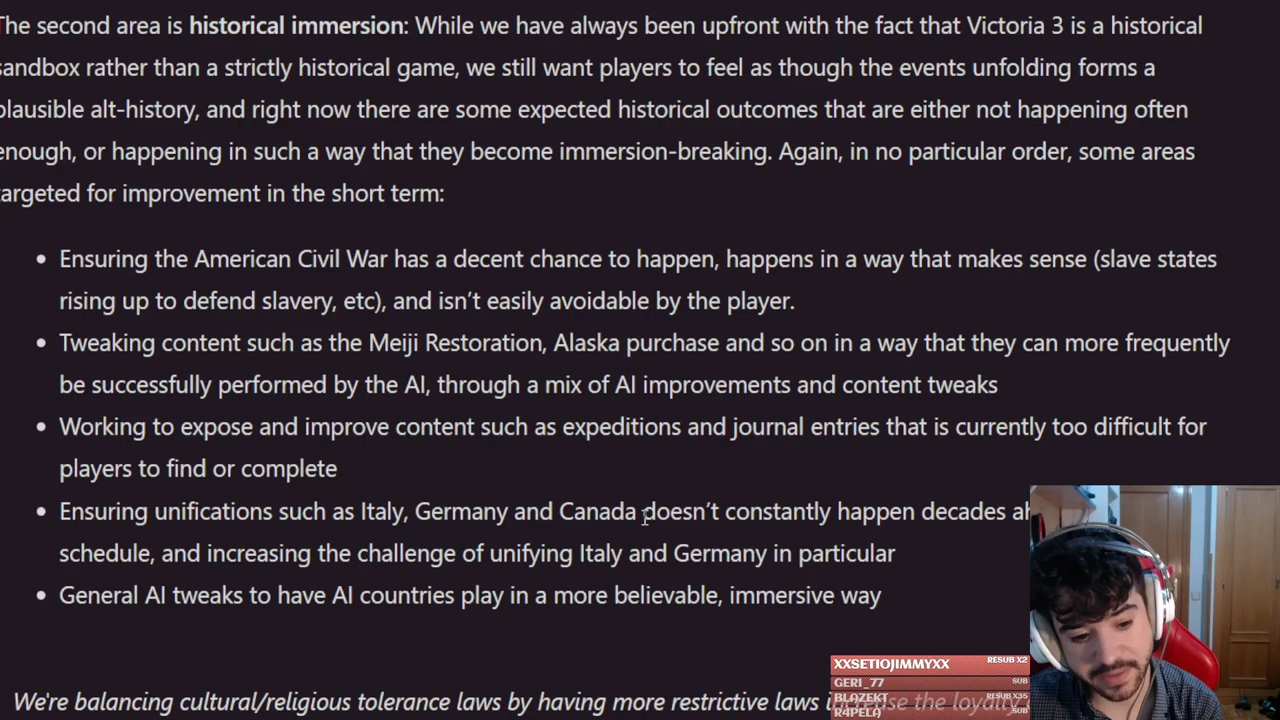 The second area is historical immersion: While we have always been upfront with the fact that Victoria 3 is a historical
sandbox rather than a strictly historical game, we still want players to feel as though the events unfolding forms a
plausible alt-history, and right now there are some expected historical outcomes that are either not happening often
enough, or happening in such a way that they become immersion-breaking. Again, in no particular order, some areas
targeted for improvement in the short term:
• Ensuring the American Civil War has a decent chance to happen, happens in a way that makes sense (slave states
rising up to defend slavery, etc), and isn't easily avoidable by the player.
• Tweaking content such as the Meiji Restoration, Alaska purchase and so on in a way that they can more frequently
be successfully performed by the AI, through a mix of AI improvements and content tweaks
• Working to expose and improve content such as expeditions and journal entries that is currently too difficult for
players to find or complete
• Ensuring unifications such as Italy, Germany and Canada doesn't constantly happen decades
schedule, and increasing the challenge of unifying Italy and Germany in particular
• General AI tweaks to have AI countries play in a more believable, immersive way
XXSETIOJIMMYXX RESUB X2
GERI_77 SUB
BLAZEKT RESUB X35
R4PELA SUB
We're balancing cultural/religious tolerance laws by having more restrictive laws increase the loyalty